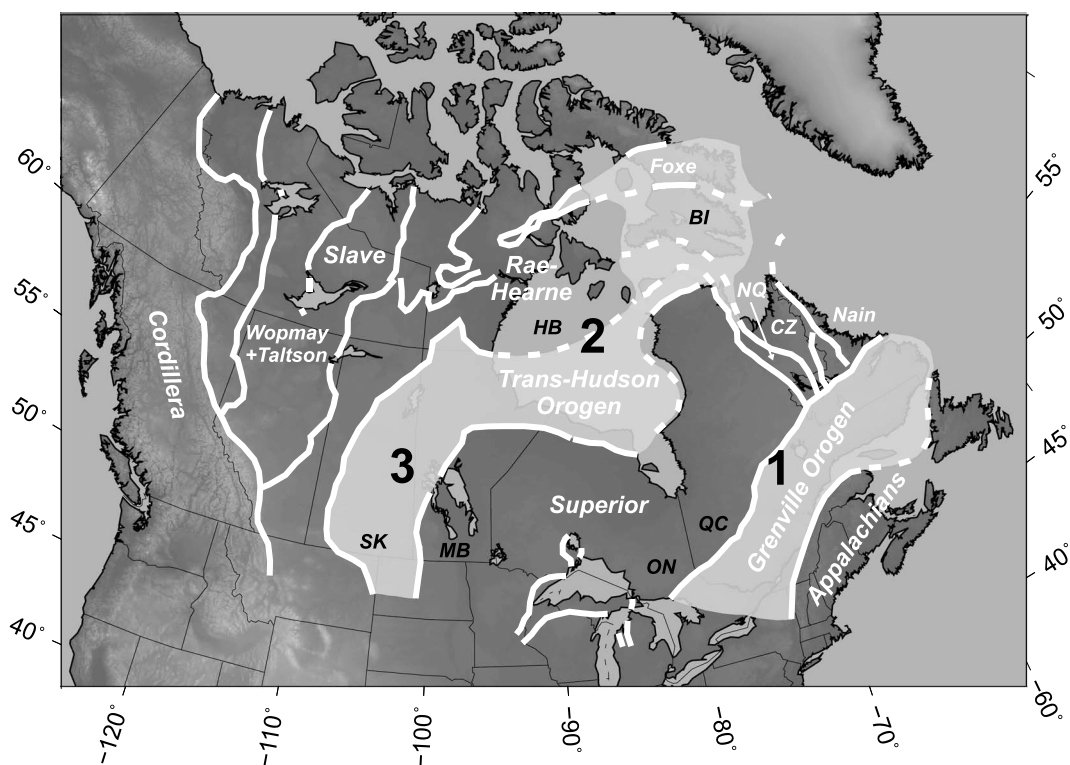 60°
55°
50°
45°
40°
55°
50°
45°
40°
−60°
−120°
−110°
−100°
−90°
−80°
−70°
Foxe
BI
Slave
Rae-
Hearne
NQ
CZ
Nain
HB
2
Wopmay
+Taltson
Cordillera
Trans-Hudson
Orogen
3
1
Grenville Orogen
Appalachians
Superior
QC
ON
SK
MB